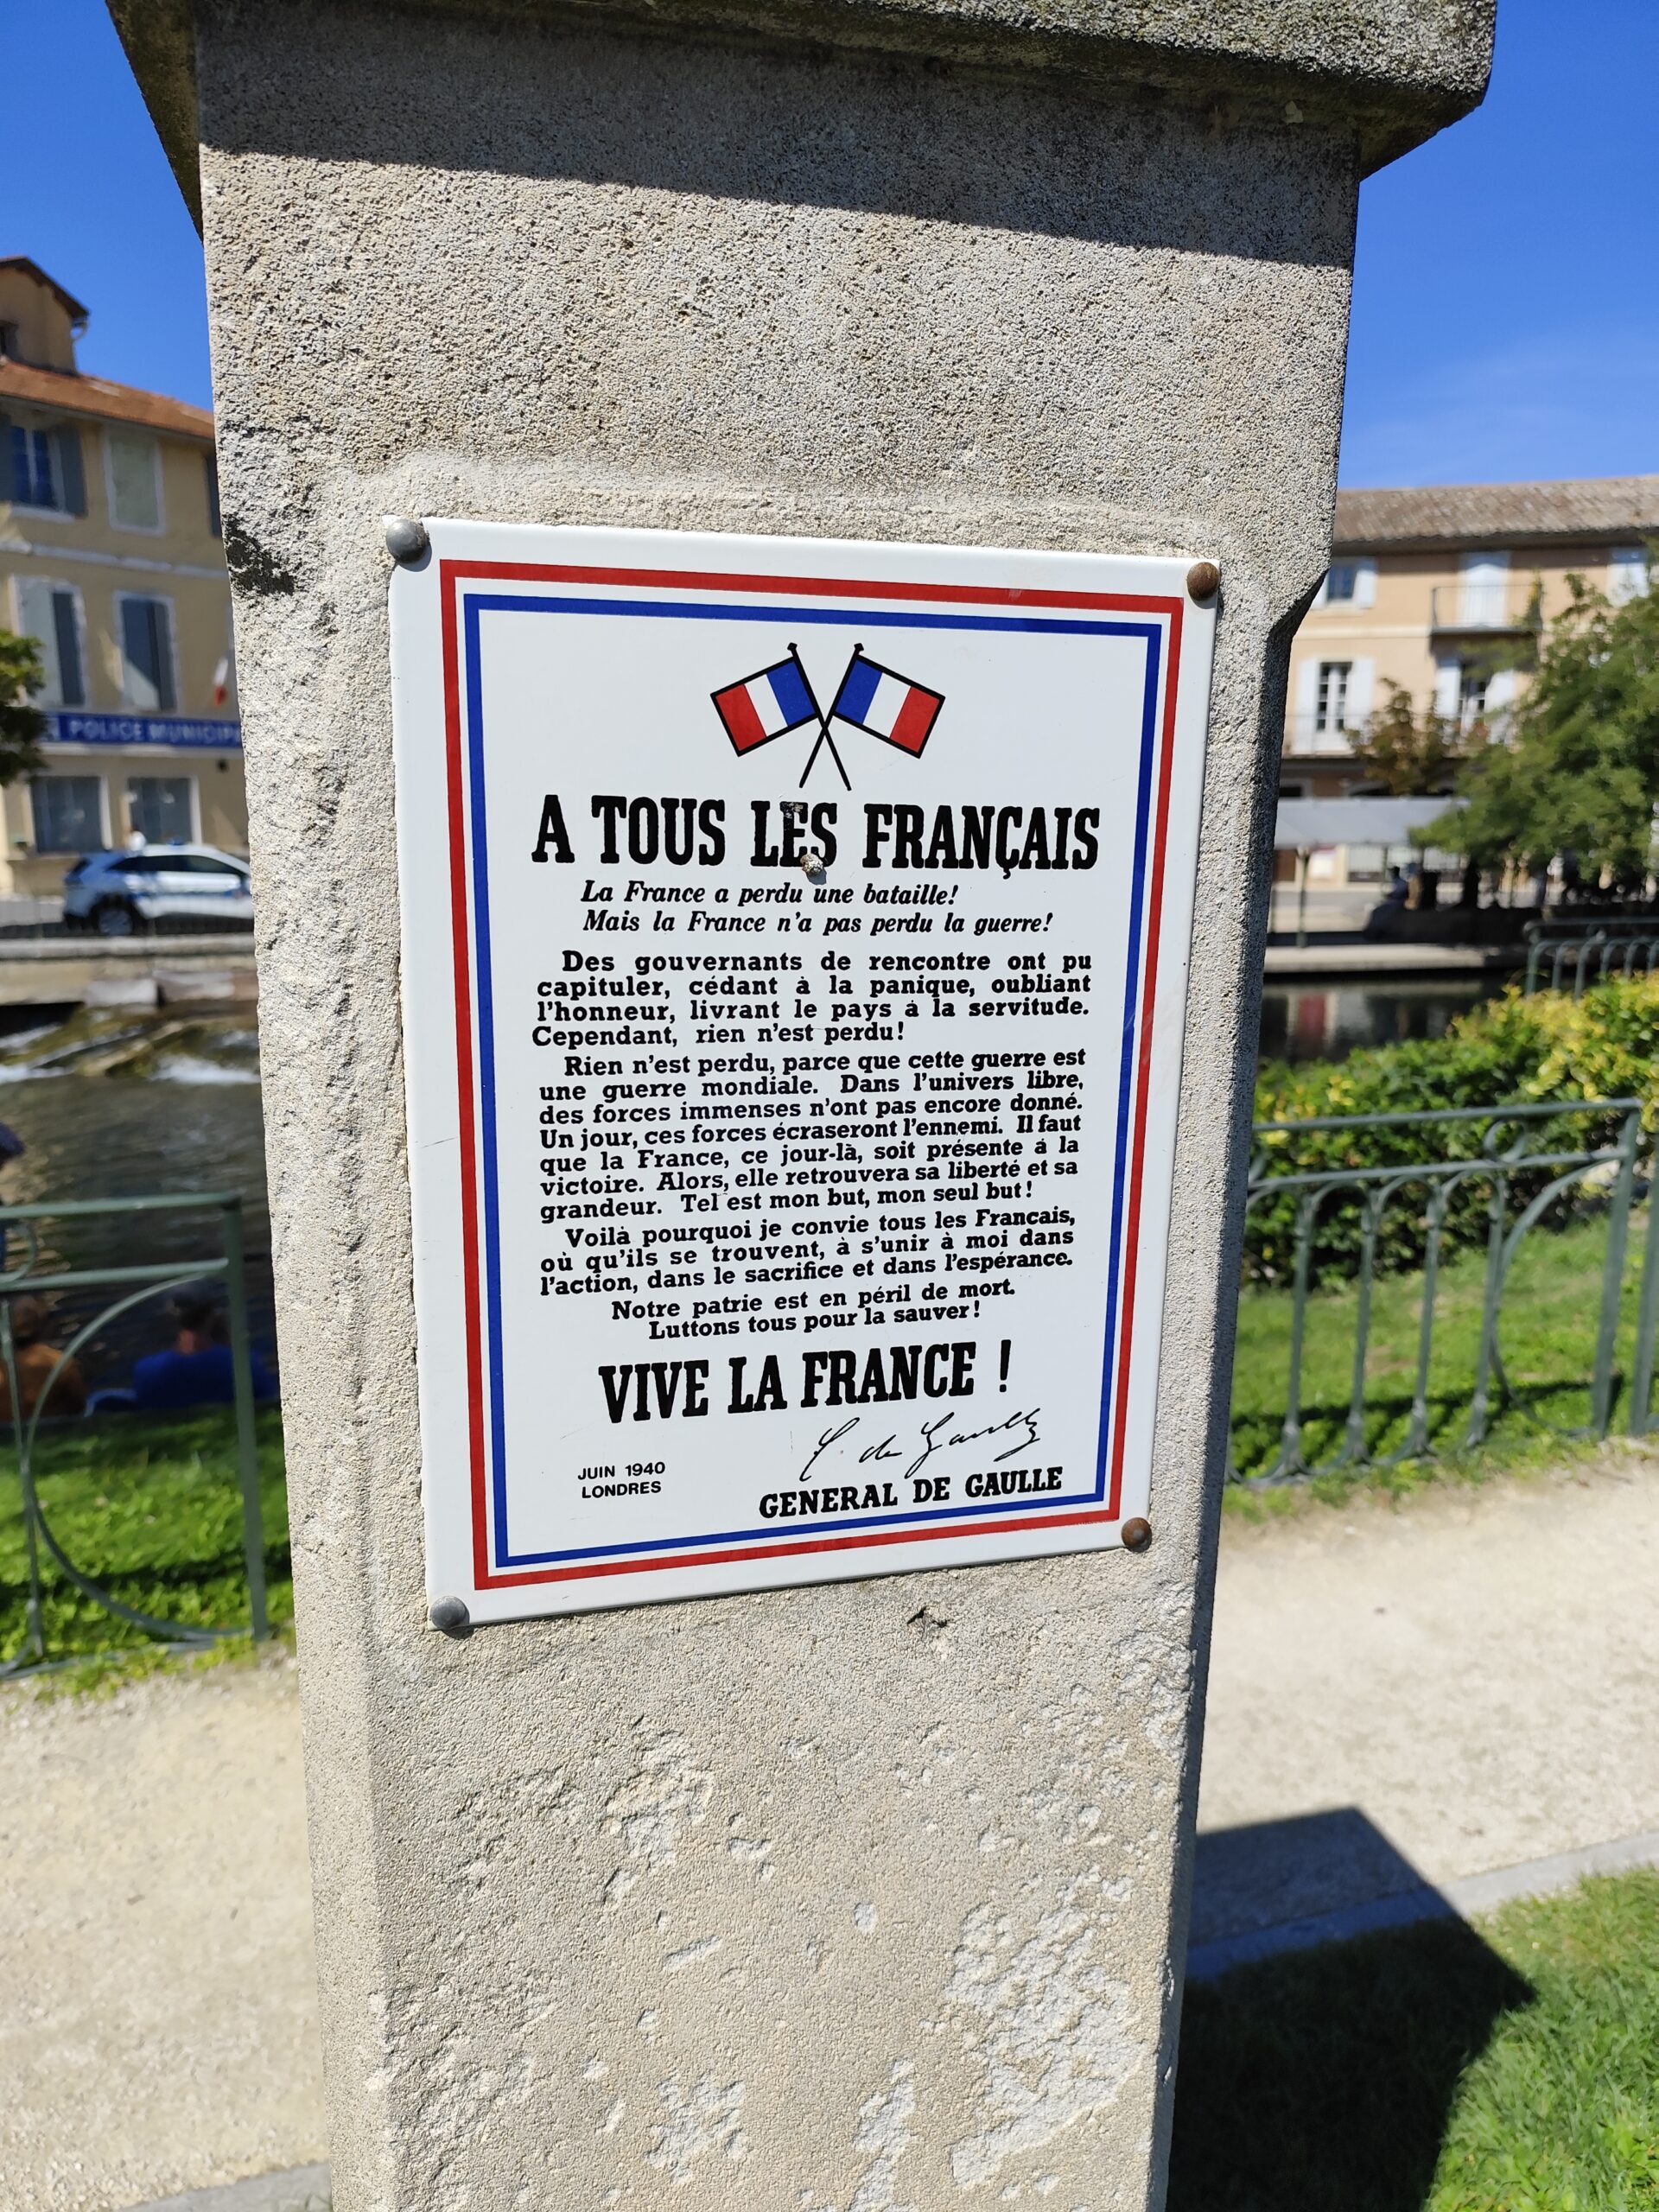 POLICE MUNICIP
A TOUS LES FRANÇAIS
La France a perdu une bataille!
Mais la France n'a pas perdu la guerre!
Des gouvernants de rencontre ont pu
capituler, cédant à la panique, oubliant
l'honneur, livrant le pays à la servitude.
Cependant, rien n'est perdu!
Rien n'est perdu, parce que cette guerre est
une guerre mondiale. Dans l'univers libre,
des forces immenses n'ont pas encore donné.
Un jour, ces forces écraseront l'ennemi. Il faut
que la France, ce jour-là, soit présente á la
victoire. Alors, elle retrouvera sa liberté et sa
grandeur. Tel est mon but, mon seul but!
Voilà pourquoi je convie tous les Francais,
où qu'ils se trouvent, à s'unir à moi dans
l'action, dans le sacrifice et dans l'espérance.
Notre patrie est en péril de mort.
Luttons tous pour la sauver!
VIVE LA FRANCE !
C. de Gaulle
JUIN 1940
LONDRES
GENERAL DE GAULLE